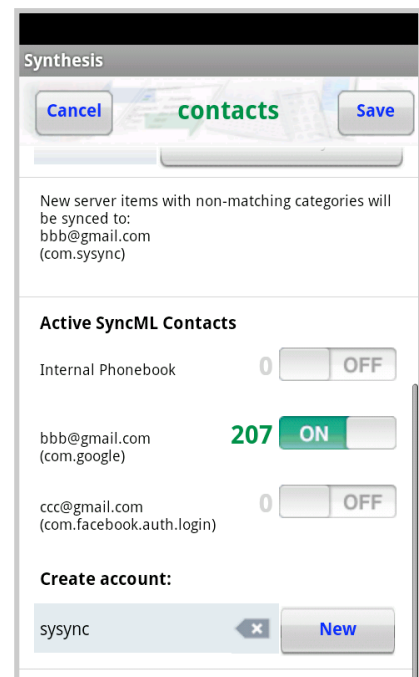 Synthesis
Cancel contacts Save
New server items with non-matching categories will
be synced to:
bbb@gmail.com
(com.sysync)
Active SyncML Contacts
Internal Phonebook 0 OFF
bbb@gmail.com 207 ON
(com.google)
ccc@gmail.com 0 OFF
(com.facebook.auth.login)
Create account:
sysync New